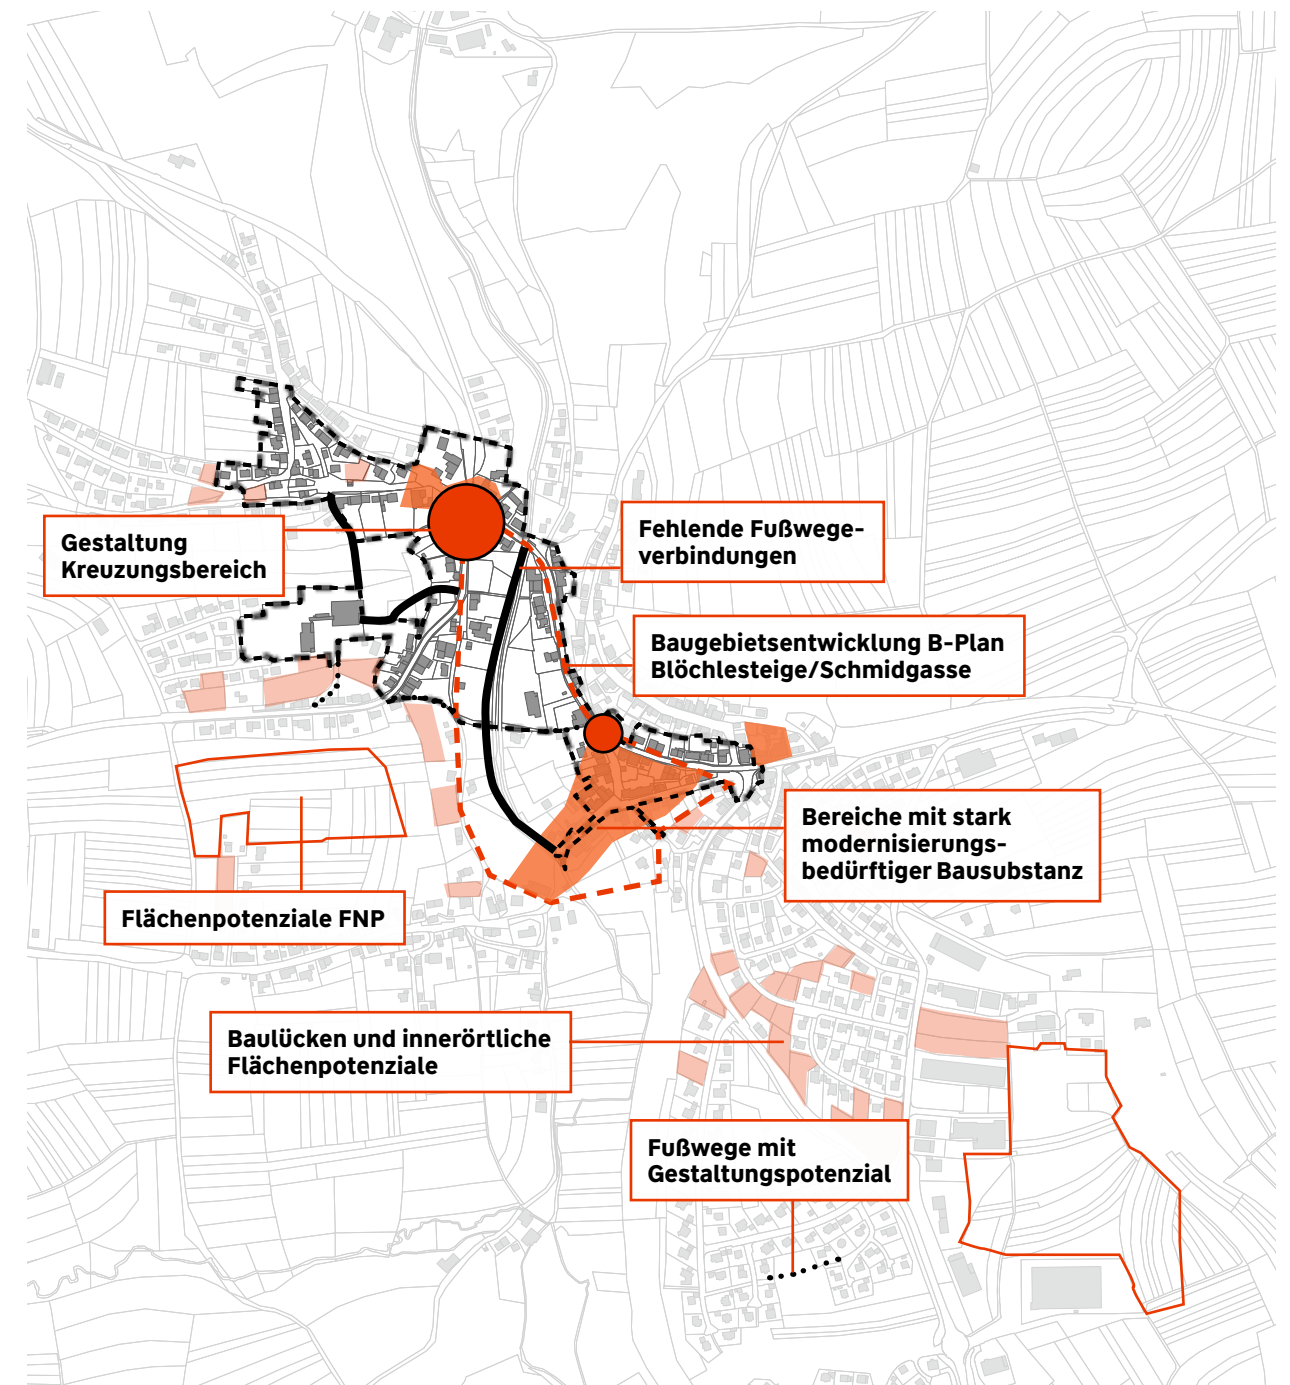 Gestaltung
Kreuzungsbereich
Fehlende Fußwege-
verbindungen
Baugebietsentwicklung B-Plan
Blöchlesteige/Schmidgasse
Bereiche mit stark
modernisierungs-
bedürftiger Bausubstanz
Flächenpotenziale FNP
Baulücken und innerörtliche
Flächenpotenziale
Fußwege mit
Gestaltungspotenzial